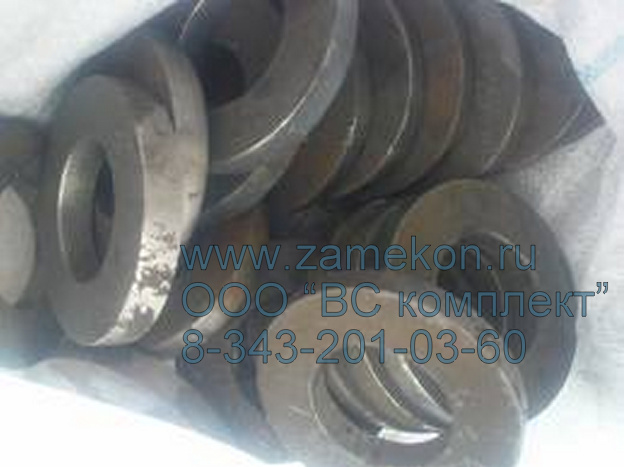 www.zamekon.ru
ООО “ВС комплект”
8-343-201-03-60